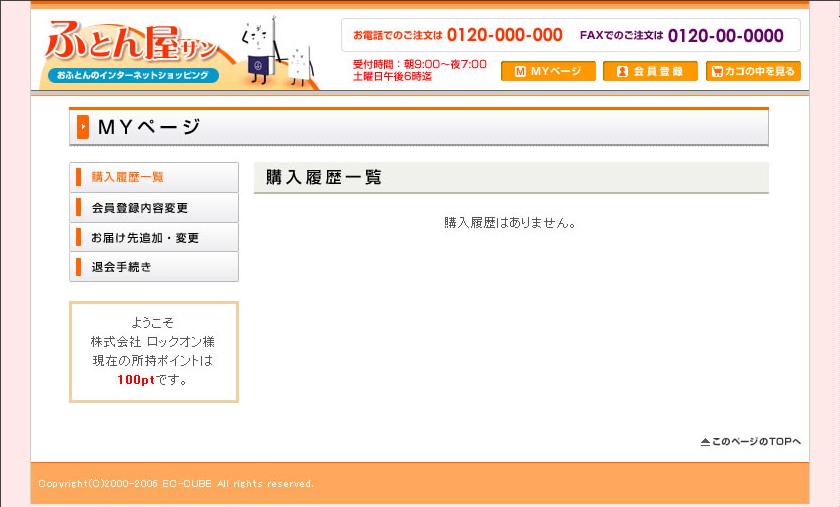 ふとん屋サン
おふとんのインターネットショッピング
お電話でのご注文は 0120-000-000 FAXでのご注文は 0120-00-0000
受付時間：朝9:00〜夜7:00
土曜日午後6時迄
M MYページ 会員登録 カゴの中を見る
MYページ
購入履歴一覧
会員登録内容変更
お届け先追加・変更
退会手続き
購入履歴一覧
購入履歴はありません。
ようこそ
株式会社 ロックオン様
現在の所持ポイントは
100ptです。
このページのTOPへ
Copyright(C)2000-2006 EC-CUBE All rights reserved.